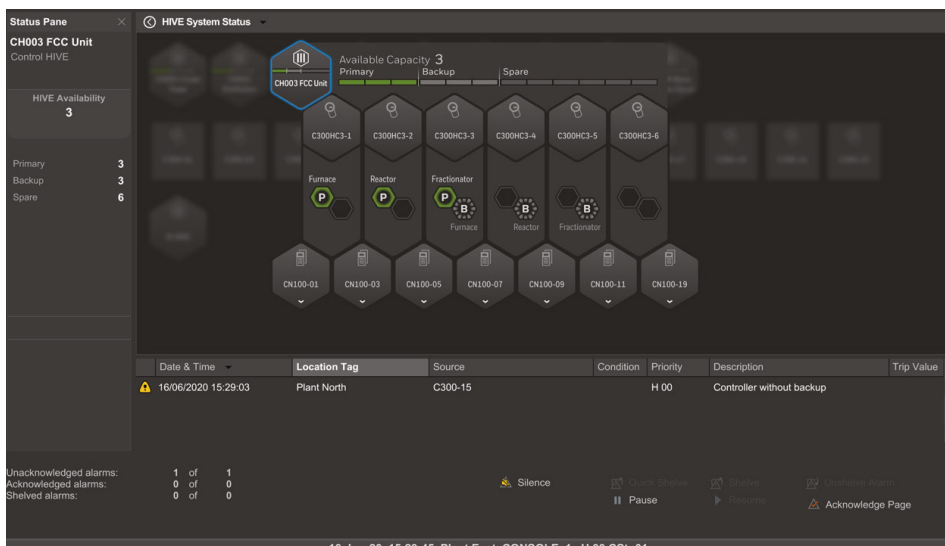 Status Pane
HIVE System Status
CH003 FCC Unit
Control HIVE
HIVE Availability
3
Primary 3
Backup 3
Spare 6
CH003 FCC Unit
Available Capacity 3
Primary Backup Spare
C300HC3-1 C300HC3-2 C300HC3-3 C300HC3-4 C300HC3-5 C300HC3-6
Furnace Reactor Fractionator
P P P
B B B
Furnace Reactor Fractionator
CN100-01 CN100-03 CN100-05 CN100-07 CN100-09 CN100-11 CN100-19
Date & Time Location Tag Source Condition Priority Description Trip Value
16/06/2020 15:29:03 Plant North C300-15 H 00 Controller without backup
Unacknowledged alarms: 1 of 1
Acknowledged alarms: 0 of 0
Shelved alarms: 0 of 0
Silence Quick Shelve Shelve Unshelve Alarm
Pause Resume Acknowledge Page